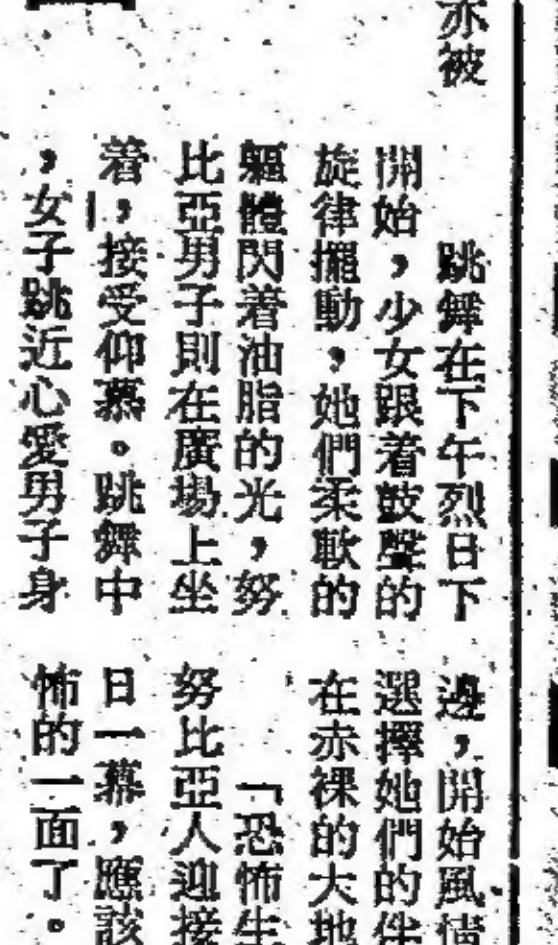 亦被
跳舞在下午烈日下
開始，少女跟着鼓聲的
旋律擺動，她們柔軟的
軀體閃着油脂的光，努
比亞男子則在廣場上坐
着，接受仰慕。跳舞中
，女子跳近心愛男子身
邊，開始風情
選擇她們的伴
在赤裸的大地
「恐怖生
努比亞人迎接
日一幕，應該
怖的一面了。